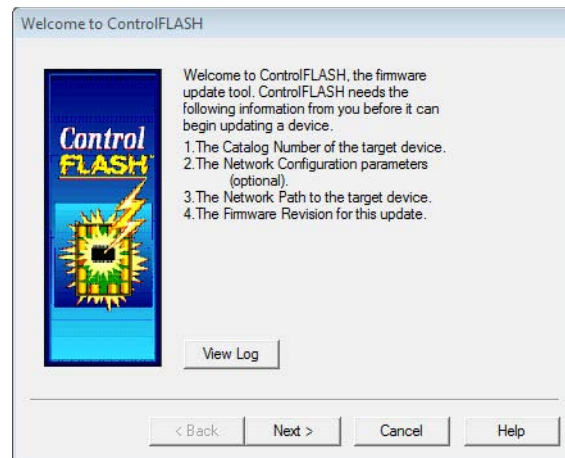 Welcome to ControlFLASH
Control
FLASH
Welcome to ControlFLASH, the firmware
update tool. ControlFLASH needs the
following information from you before it can
begin updating a device.
1.The Catalog Number of the target device.
2.The Network Configuration parameters
(optional).
3.The Network Path to the target device.
4.The Firmware Revision for this update.
View Log
< Back
Next >
Cancel
Help